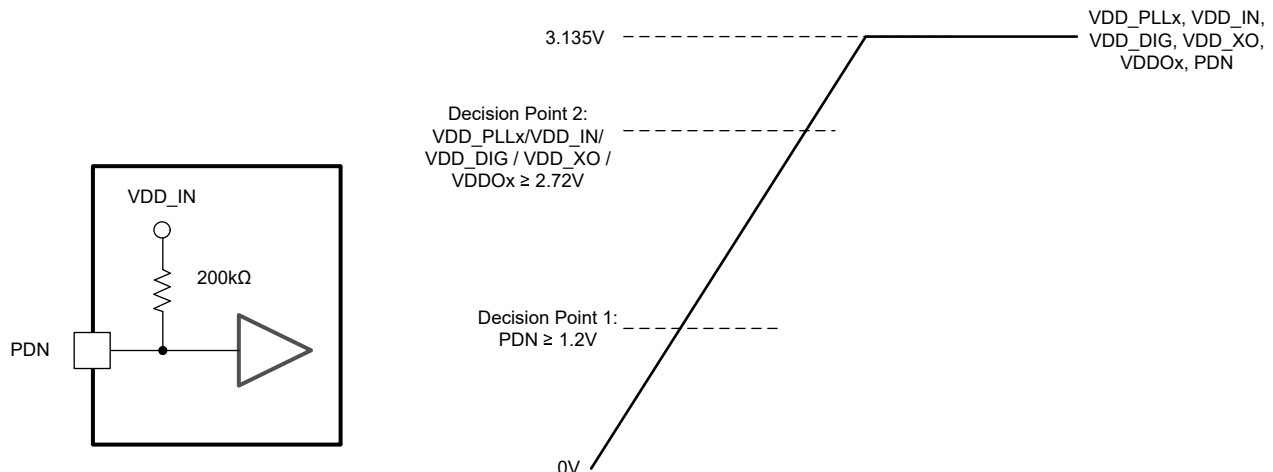 VDD_PLLx, VDD_IN,
VDD_DIG, VDD_XO,
VDDOx, PDN
3.135V
Decision Point 2:
VDD_PLLx/VDD_IN/
VDD_DIG / VDD_XO /
VDDOx ≥ 2.72V
VDD_IN
200kΩ
Decision Point 1:
PDN ≥ 1.2V
PDN
0V